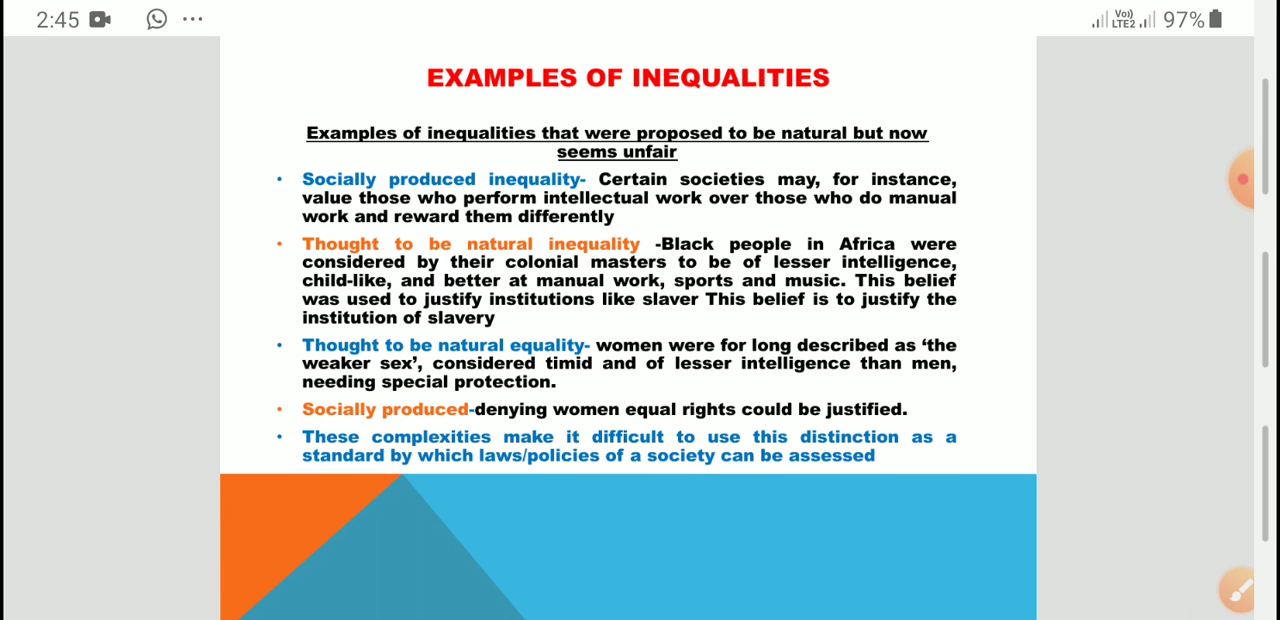 2:45 ... Vo)) LTE2 97%
EXAMPLES OF INEQUALITIES
Examples of inequalities that were proposed to be natural but now
seems unfair
• Socially produced inequality- Certain societies may, for instance,
value those who perform intellectual work over those who do manual
work and reward them differently
• Thought to be natural inequality -Black people in Africa were
considered by their colonial masters to be of lesser intelligence,
child-like, and better at manual work, sports and music. This belief
was used to justify institutions like slaver This belief is to justify the
institution of slavery
• Thought to be natural equality- women were for long described as ‘the
weaker sex’, considered timid and of lesser intelligence than men,
needing special protection.
• Socially produced-denying women equal rights could be justified.
• These complexities make it difficult to use this distinction as a
standard by which laws/policies of a society can be assessed